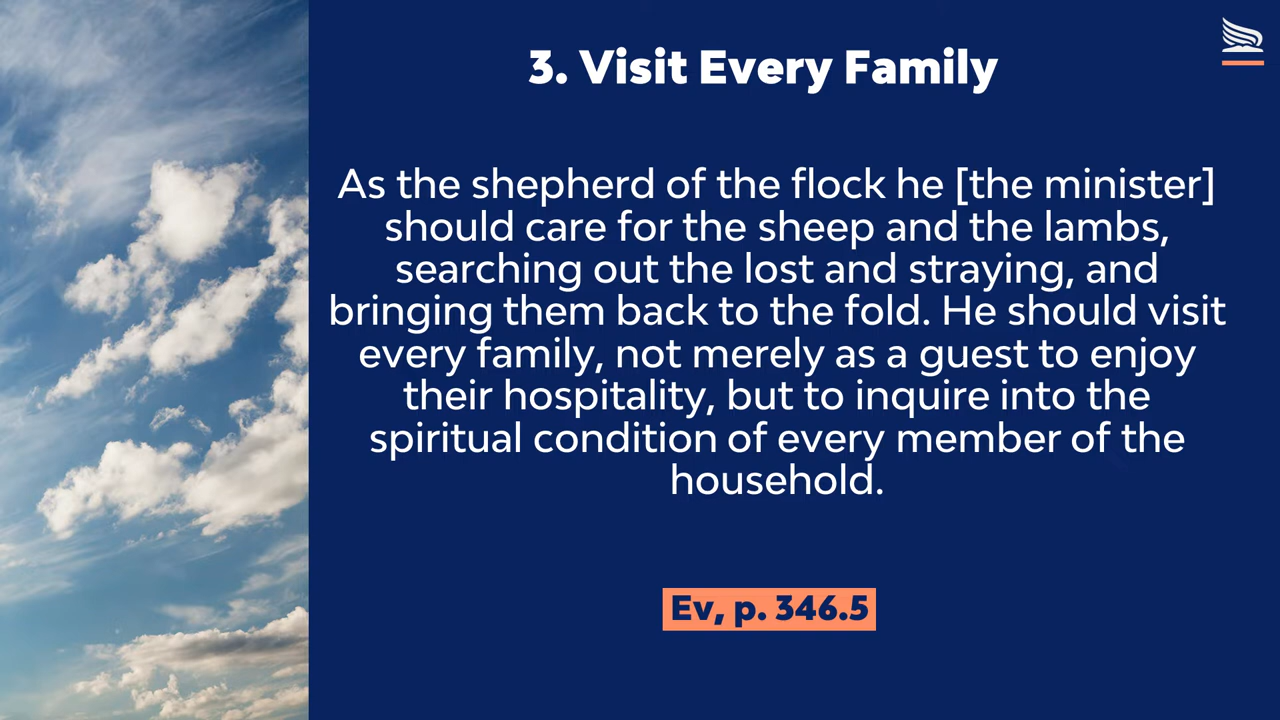 3. Visit Every Family
As the shepherd of the flock he [the minister]
should care for the sheep and the lambs,
searching out the lost and straying, and
bringing them back to the fold. He should visit
every family, not merely as a guest to enjoy
their hospitality, but to inquire into the
spiritual condition of every member of the
household.
Ev, p. 346.5